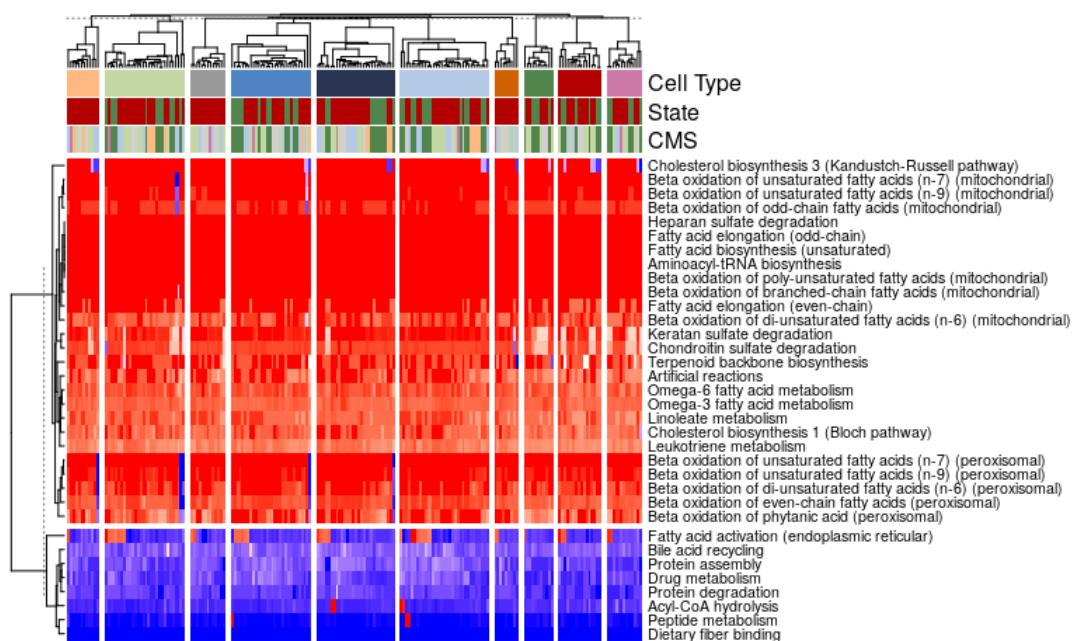 Cell Type
State
CMS
Cholesterol biosynthesis 3 (Kandustch-Russell pathway)
Beta oxidation of unsaturated fatty acids (n-7) (mitochondrial)
Beta oxidation of unsaturated fatty acids (n-9) (mitochondrial)
Beta oxidation of odd-chain fatty acids (mitochondrial)
Heparan sulfate degradation
Fatty acid elongation (odd-chain)
Fatty acid biosynthesis (unsaturated)
Aminoacyl-tRNA biosynthesis
Beta oxidation of poly-unsaturated fatty acids (mitochondrial)
Beta oxidation of branched-chain fatty acids (mitochondrial)
Fatty acid elongation (even-chain)
Beta oxidation of di-unsaturated fatty acids (n-6) (mitochondrial)
Keratan sulfate degradation
Chondroitin sulfate degradation
Terpenoid backbone biosynthesis
Artificial reactions
Omega-6 fatty acid metabolism
Omega-3 fatty acid metabolism
Linoleate metabolism
Cholesterol biosynthesis 1 (Bloch pathway)
Leukotriene metabolism
Beta oxidation of unsaturated fatty acids (n-7) (peroxisomal)
Beta oxidation of unsaturated fatty acids (n-9) (peroxisomal)
Beta oxidation of di-unsaturated fatty acids (n-6) (peroxisomal)
Beta oxidation of even-chain fatty acids (peroxisomal)
Beta oxidation of phytanic acid (peroxisomal)
Fatty acid activation (endoplasmic reticular)
Bile acid recycling
Protein assembly
Drug metabolism
Protein degradation
Acyl-CoA hydrolysis
Peptide metabolism
Dietary fiber binding